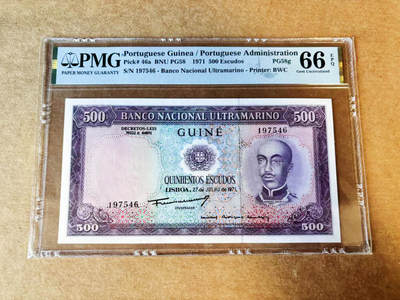 PMG
PAPER MONEY GUARANTY
Portuguese Guinea / Portuguese Administration
Pick# 46a BNU PG58 1971 500 Escudos PG58g
S/N 197546 - Banco Nacional Ultramarino - Printer: BWC
66 EPQ
Gem Uncirculated
500 BANCO NACIONAL ULTRAMARINO 500
DECRETOS-LEIS
GUINÉ
197546
QUINHENTOS ESCUDOS
LISBOA, 27 DE JULHO DE 1971.
197546
500 500